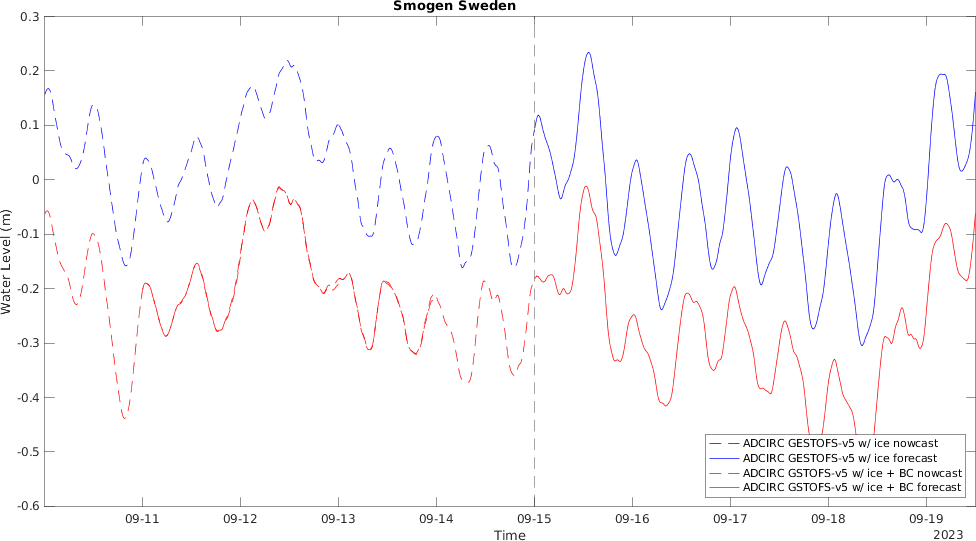 Smogen Sweden
0.3
0.2
0.1
0
-0.1
-0.2
-0.3
-0.4
-0.5
-0.6
Water Level (m)
ADCIRC GESTOFS-v5 w/ ice nowcast
ADCIRC GESTOFS-v5 w/ ice forecast
ADCIRC GSTOFS-v5 w/ ice + BC nowcast
ADCIRC GSTOFS-v5 w/ ice + BC forecast
09-11 09-12 09-13 09-14 09-15 09-16 09-17 09-18 09-19
Time
2023